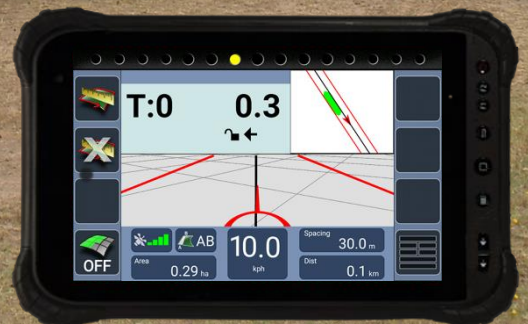 T:0 0.3
AB
OFF
10.0
kph
Spacing
30.0 m
Area
0.29 ha
Dist
0.1 km